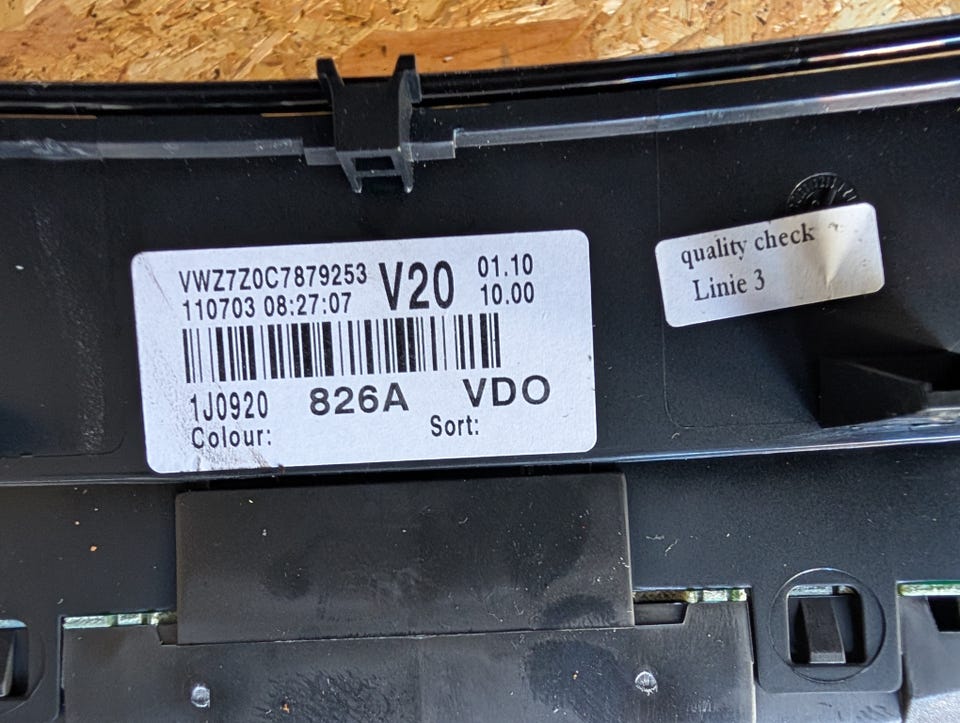 VWZ7Z0C7879253 V20 01.10
110703 08:27:07 10.00
1J0920 826A VDO
Colour: Sort:
quality check
Linie 3